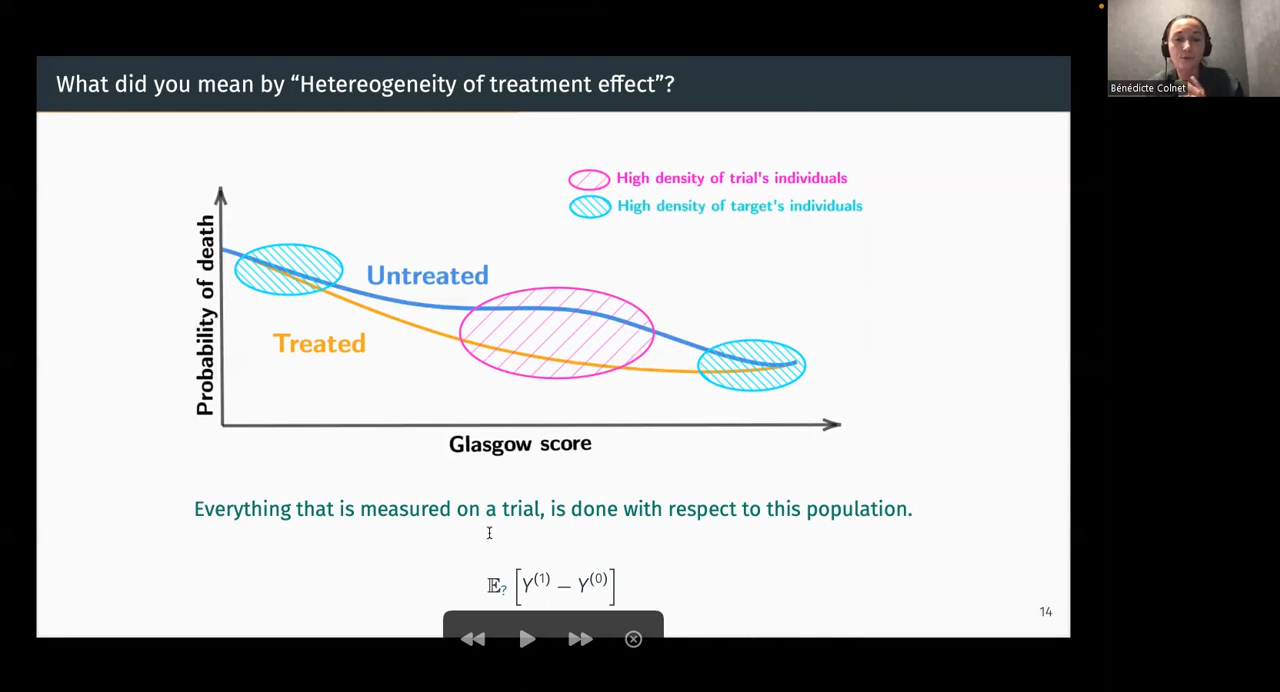 What did you mean by “Hetereogeneity of treatment effect”?
Bénédicte Colnet
High density of trial's individuals
High density of target's individuals
Probability of death
Untreated
Treated
Glasgow score
Everything that is measured on a trial, is done with respect to this population.
𝔼? [Y(1) − Y(0)]
14